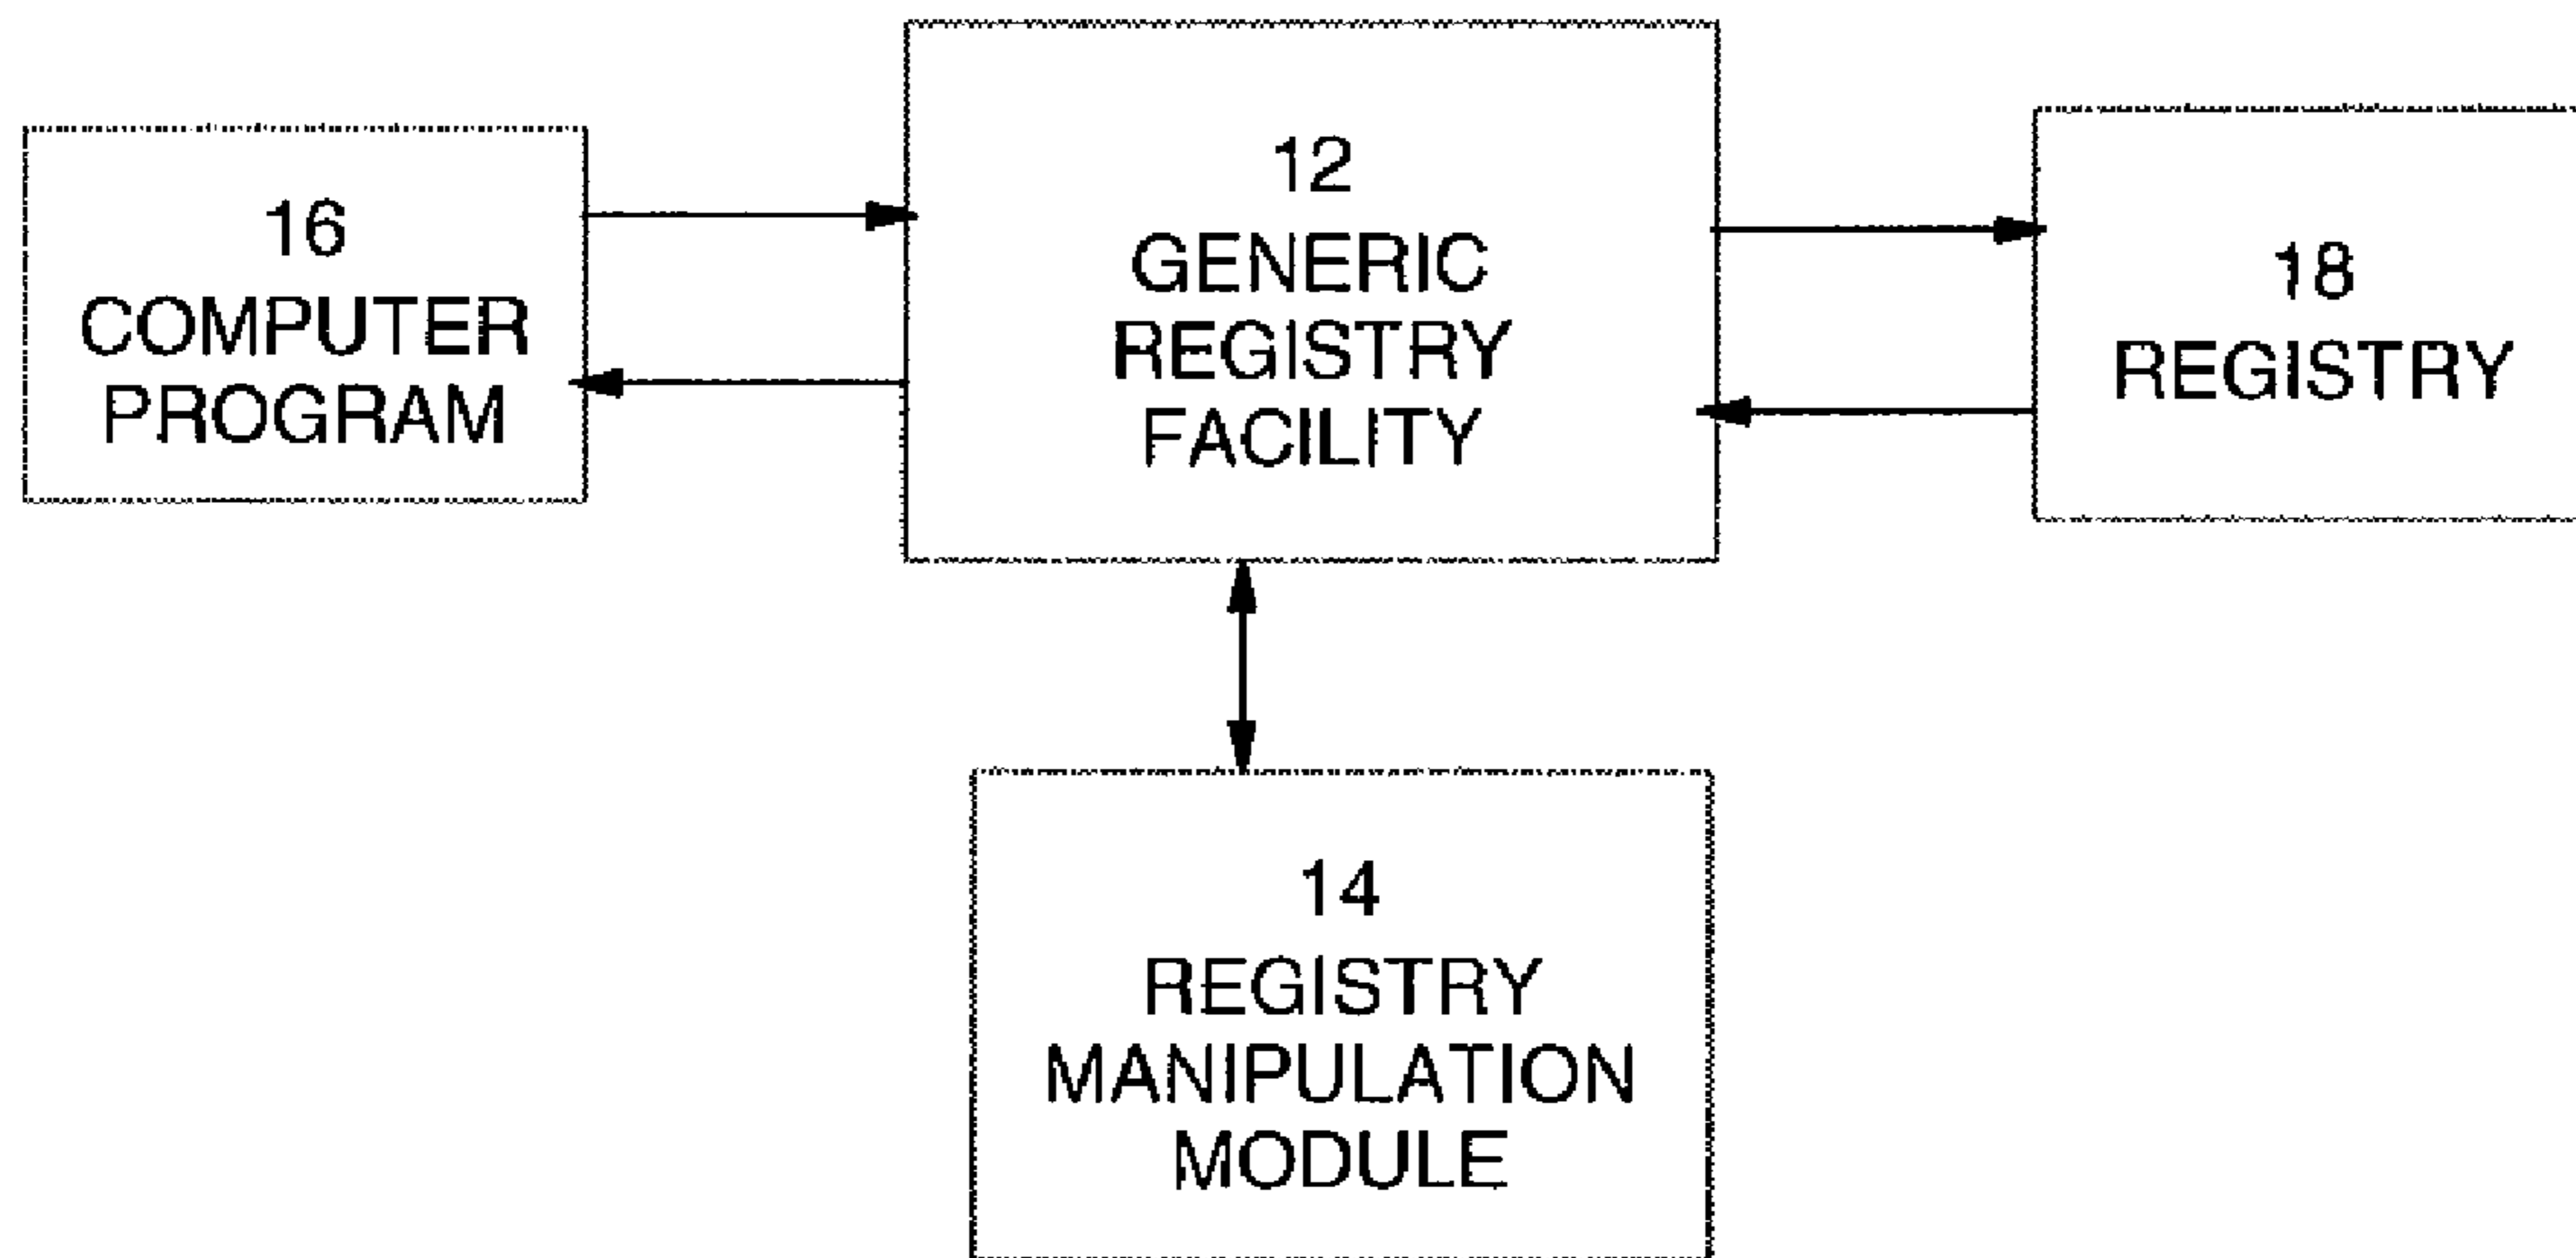 16
COMPUTER
PROGRAM
12
GENERIC
REGISTRY
FACILITY
18
REGISTRY
14
REGISTRY
MANIPULATION
MODULE